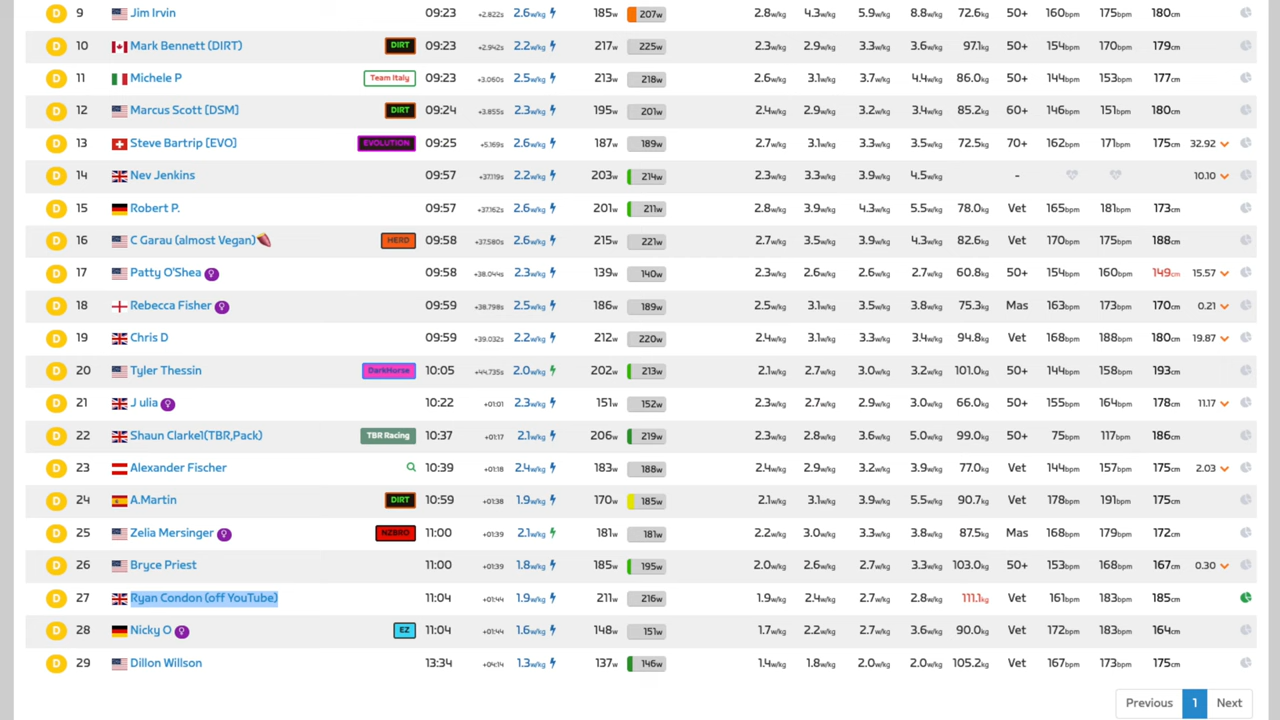 D 9 Jim Irvin 09:23 +2.822s 2.6w/kg 185w 207w 2.8w/kg 4.3w/kg 5.9w/kg 8.8w/kg 72.6kg 50+ 160bpm 175bpm 180cm
D 10 Mark Bennett (DIRT) DIRT 09:23 +2.942s 2.2w/kg 217w 225w 2.3w/kg 2.9w/kg 3.3w/kg 3.6w/kg 97.1kg 50+ 154bpm 170bpm 179cm
D 11 Michele P Team Italy 09:23 +3.060s 2.5w/kg 213w 218w 2.6w/kg 3.1w/kg 3.7w/kg 4.4w/kg 86.0kg 50+ 144bpm 153bpm 177cm
D 12 Marcus Scott [DSM] DIRT 09:24 +3.855s 2.3w/kg 195w 201w 2.4w/kg 2.9w/kg 3.2w/kg 3.4w/kg 85.2kg 60+ 146bpm 151bpm 180cm
D 13 Steve Bartrip [EVO] EVOLUTION 09:25 +5.169s 2.6w/kg 187w 189w 2.7w/kg 3.1w/kg 3.3w/kg 3.5w/kg 72.5kg 70+ 162bpm 171bpm 175cm 32.92
D 14 Nev Jenkins 09:57 +37.119s 2.2w/kg 203w 214w 2.3w/kg 3.3w/kg 3.9w/kg 4.5w/kg - 10.10
D 15 Robert P. 09:57 +37.162s 2.6w/kg 201w 211w 2.8w/kg 3.9w/kg 4.3w/kg 5.5w/kg 78.0kg Vet 165bpm 181bpm 173cm
D 16 C Garau (almost Vegan) HERD 09:58 +37.580s 2.6w/kg 215w 221w 2.7w/kg 3.5w/kg 3.9w/kg 4.3w/kg 82.6kg Vet 170bpm 175bpm 188cm
D 17 Patty O'Shea 09:58 +38.044s 2.3w/kg 139w 140w 2.3w/kg 2.6w/kg 2.6w/kg 2.7w/kg 60.8kg 50+ 154bpm 160bpm 149cm 15.57
D 18 Rebecca Fisher 09:59 +38.798s 2.5w/kg 186w 189w 2.5w/kg 3.1w/kg 3.5w/kg 3.8w/kg 75.3kg Mas 163bpm 173bpm 170cm 0.21
D 19 Chris D 09:59 +39.032s 2.2w/kg 212w 220w 2.4w/kg 3.1w/kg 3.3w/kg 3.4w/kg 94.8kg Vet 168bpm 188bpm 180cm 19.87
D 20 Tyler Thessin DarkHorse 10:05 +44.735s 2.0w/kg 202w 213w 2.1w/kg 2.7w/kg 3.0w/kg 3.2w/kg 101.0kg 50+ 144bpm 158bpm 193cm
D 21 J ulia 10:22 +01:01 2.3w/kg 151w 152w 2.3w/kg 2.7w/kg 2.9w/kg 3.0w/kg 66.0kg 50+ 155bpm 164bpm 178cm 11.17
D 22 Shaun Clarke1(TBR,Pack) TBR Racing 10:37 +01:17 2.1w/kg 206w 219w 2.3w/kg 2.8w/kg 3.6w/kg 5.0w/kg 99.0kg 50+ 75bpm 117bpm 186cm
D 23 Alexander Fischer 10:39 +01:18 2.4w/kg 183w 188w 2.4w/kg 2.9w/kg 3.2w/kg 3.9w/kg 77.0kg Vet 144bpm 157bpm 175cm 2.03
D 24 A.Martin DIRT 10:59 +01:38 1.9w/kg 170w 185w 2.1w/kg 3.1w/kg 3.9w/kg 5.5w/kg 90.7kg Vet 178bpm 191bpm 175cm
D 25 Zelia Mersinger NZBRO 11:00 +01:39 2.1w/kg 181w 181w 2.2w/kg 3.0w/kg 3.3w/kg 3.8w/kg 87.5kg Mas 168bpm 179bpm 172cm
D 26 Bryce Priest 11:00 +01:39 1.8w/kg 185w 195w 2.0w/kg 2.6w/kg 2.7w/kg 3.3w/kg 103.0kg 50+ 153bpm 168bpm 167cm 0.30
D 27 Ryan Condon (off YouTube) 11:04 +01:44 1.9w/kg 211w 216w 1.9w/kg 2.4w/kg 2.7w/kg 2.8w/kg 111.1kg Vet 161bpm 183bpm 185cm
D 28 Nicky O EZ 11:04 +01:44 1.6w/kg 148w 151w 1.7w/kg 2.2w/kg 2.7w/kg 3.6w/kg 90.0kg Vet 172bpm 183bpm 164cm
D 29 Dillon Willson 13:34 +04:14 1.3w/kg 137w 146w 1.4w/kg 1.8w/kg 2.0w/kg 2.0w/kg 105.2kg Vet 167bpm 173bpm 175cm
Previous 1 Next